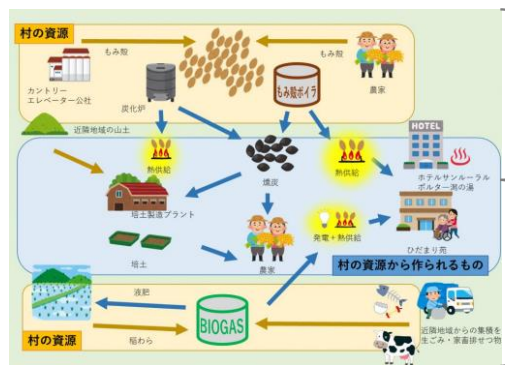 村の資源
もみ殻
もみ殻
カントリー
エレベーター公社
炭化炉
もみ殻ボイラ
農家
近隣地域の山土
HOTEL
熱供給
燻炭
熱供給
ホテルサンルーラル
ポルダー潟の湯
培土製造プラント
発電+熱供給
ひだまり苑
培土
農家
村の資源から作られるもの
液肥
BIOGAS
稲わら
村の資源
近隣地域からの集積を
生ごみ・家畜排せつ物